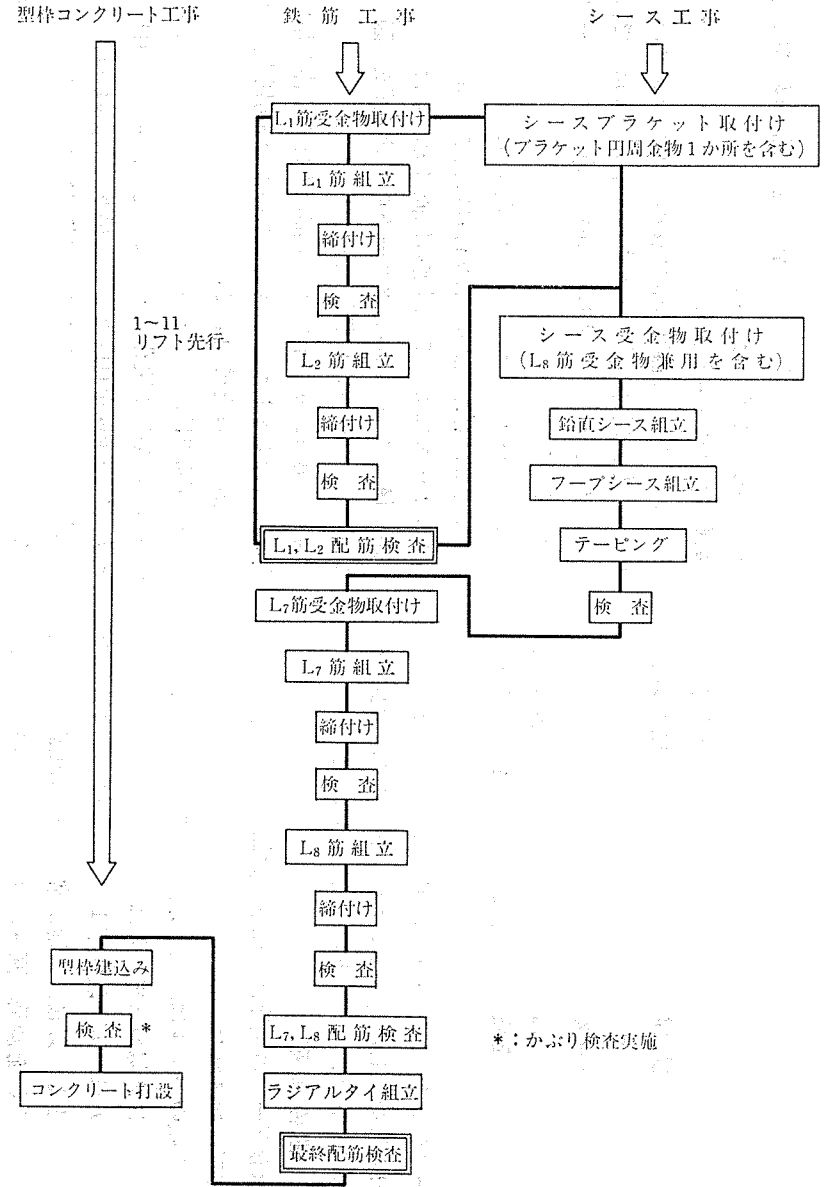 型枠コンクリート工事
鉄筋工事
シース工事
L₁筋受金物取付け
シースブラケット取付け
(ブラケット円周金物1か所を含む)
L₁筋組立
締付け
検査
1~11
リフト先行
L₂筋組立
シース受金物取付け
(L₈筋受金物兼用を含む)
締付け
鉛直シース組立
検査
フープシース組立
L₁, L₂配筋検査
テーピング
L₇筋受金物取付け
検査
L₇筋組立
締付け
検査
L₈筋組立
締付け
型枠建込み
検査
検査 *
L₇, L₈配筋検査
*:かぶり検査実施
コンクリート打設
ラジアルタイ組立
最終配筋検査